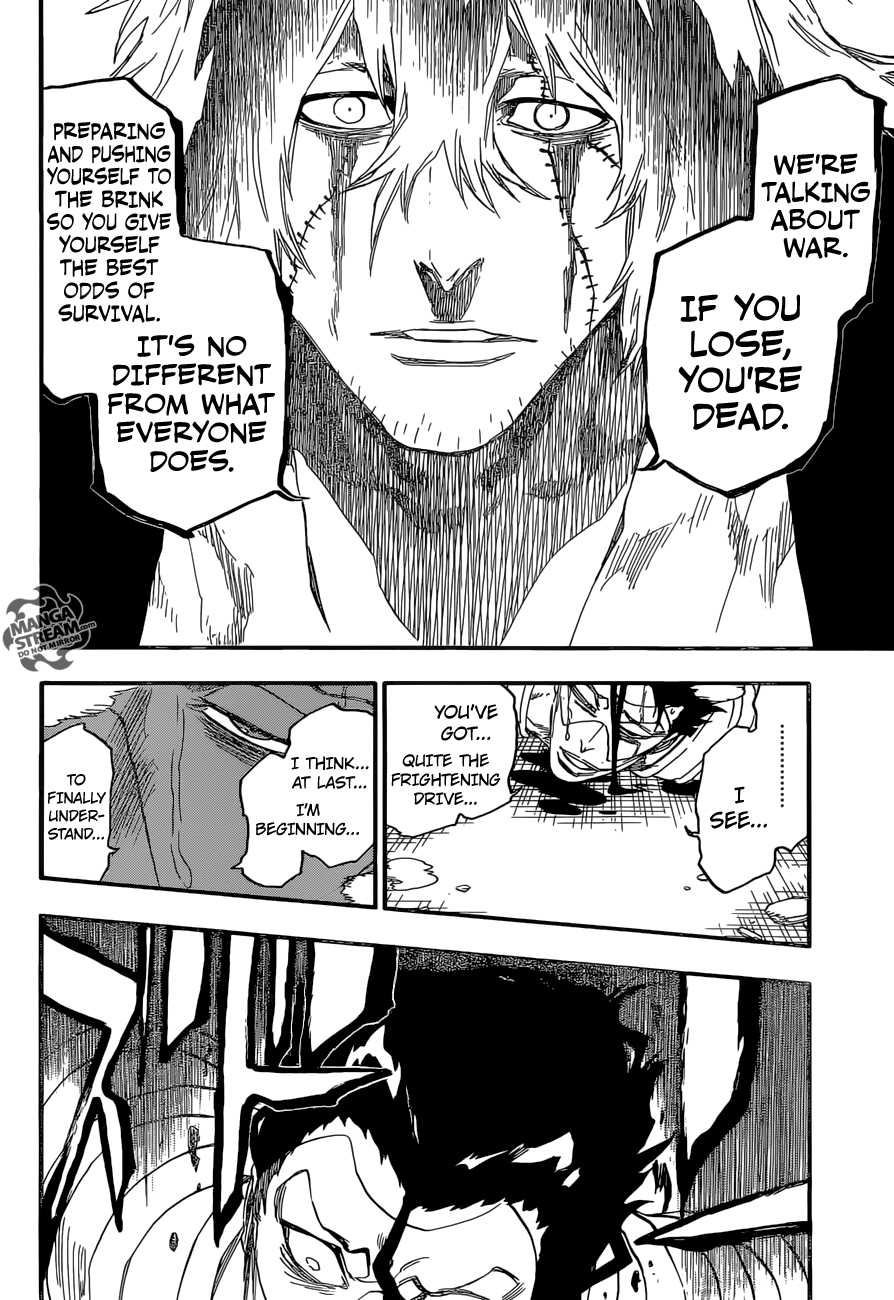 WE'RE
TALKING
ABOUT
WAR.
IF YOU
LOSE,
YOU'RE
DEAD.
PREPARING
AND PUSHING
YOURSELF TO
THE BRINK
SO YOU GIVE
YOURSELF
THE BEST
ODDS OF
SURVIVAL.
IT'S NO
DIFFERENT
FROM WHAT
EVERYONE
DOES.
MANGA
STREAM.com
DO NOT MIRROR
..........
I
SEE...
YOU'VE
GOT...
QUITE THE
FRIGHTENING
DRIVE...
I THINK...
AT LAST...
I'M
BEGINNING...
TO
FINALLY
UNDER-
STAND...